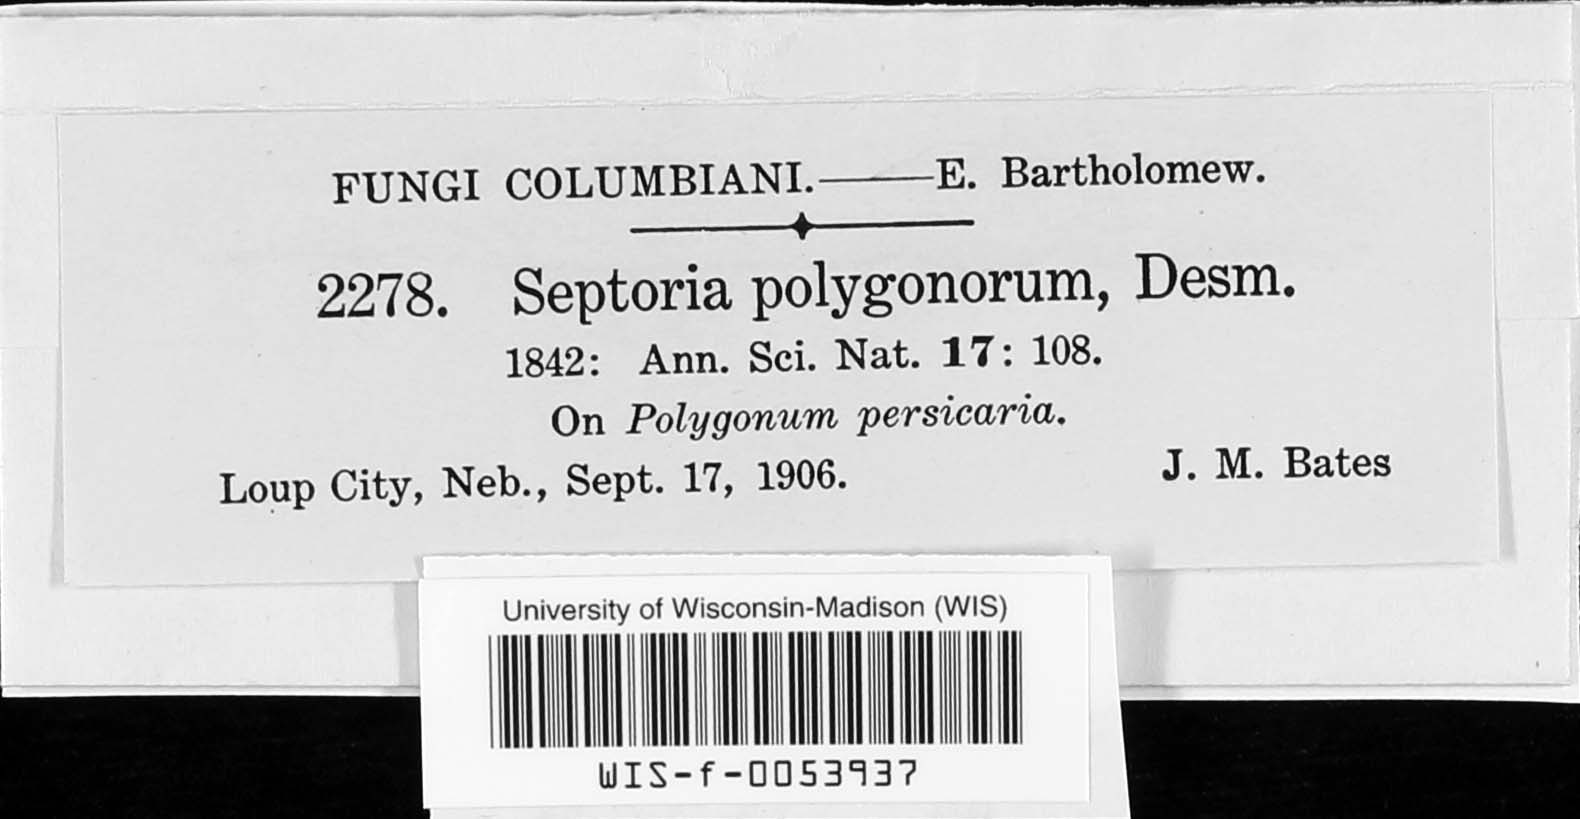 FUNGI COLUMBIANI.——E. Bartholomew.
2278. Septoria polygonorum, Desm.
1842: Ann. Sci. Nat. 17: 108.
On Polygonum persicaria.
Loup City, Neb., Sept. 17, 1906. J. M. Bates
University of Wisconsin-Madison (WIS)
WIS-f-0053937